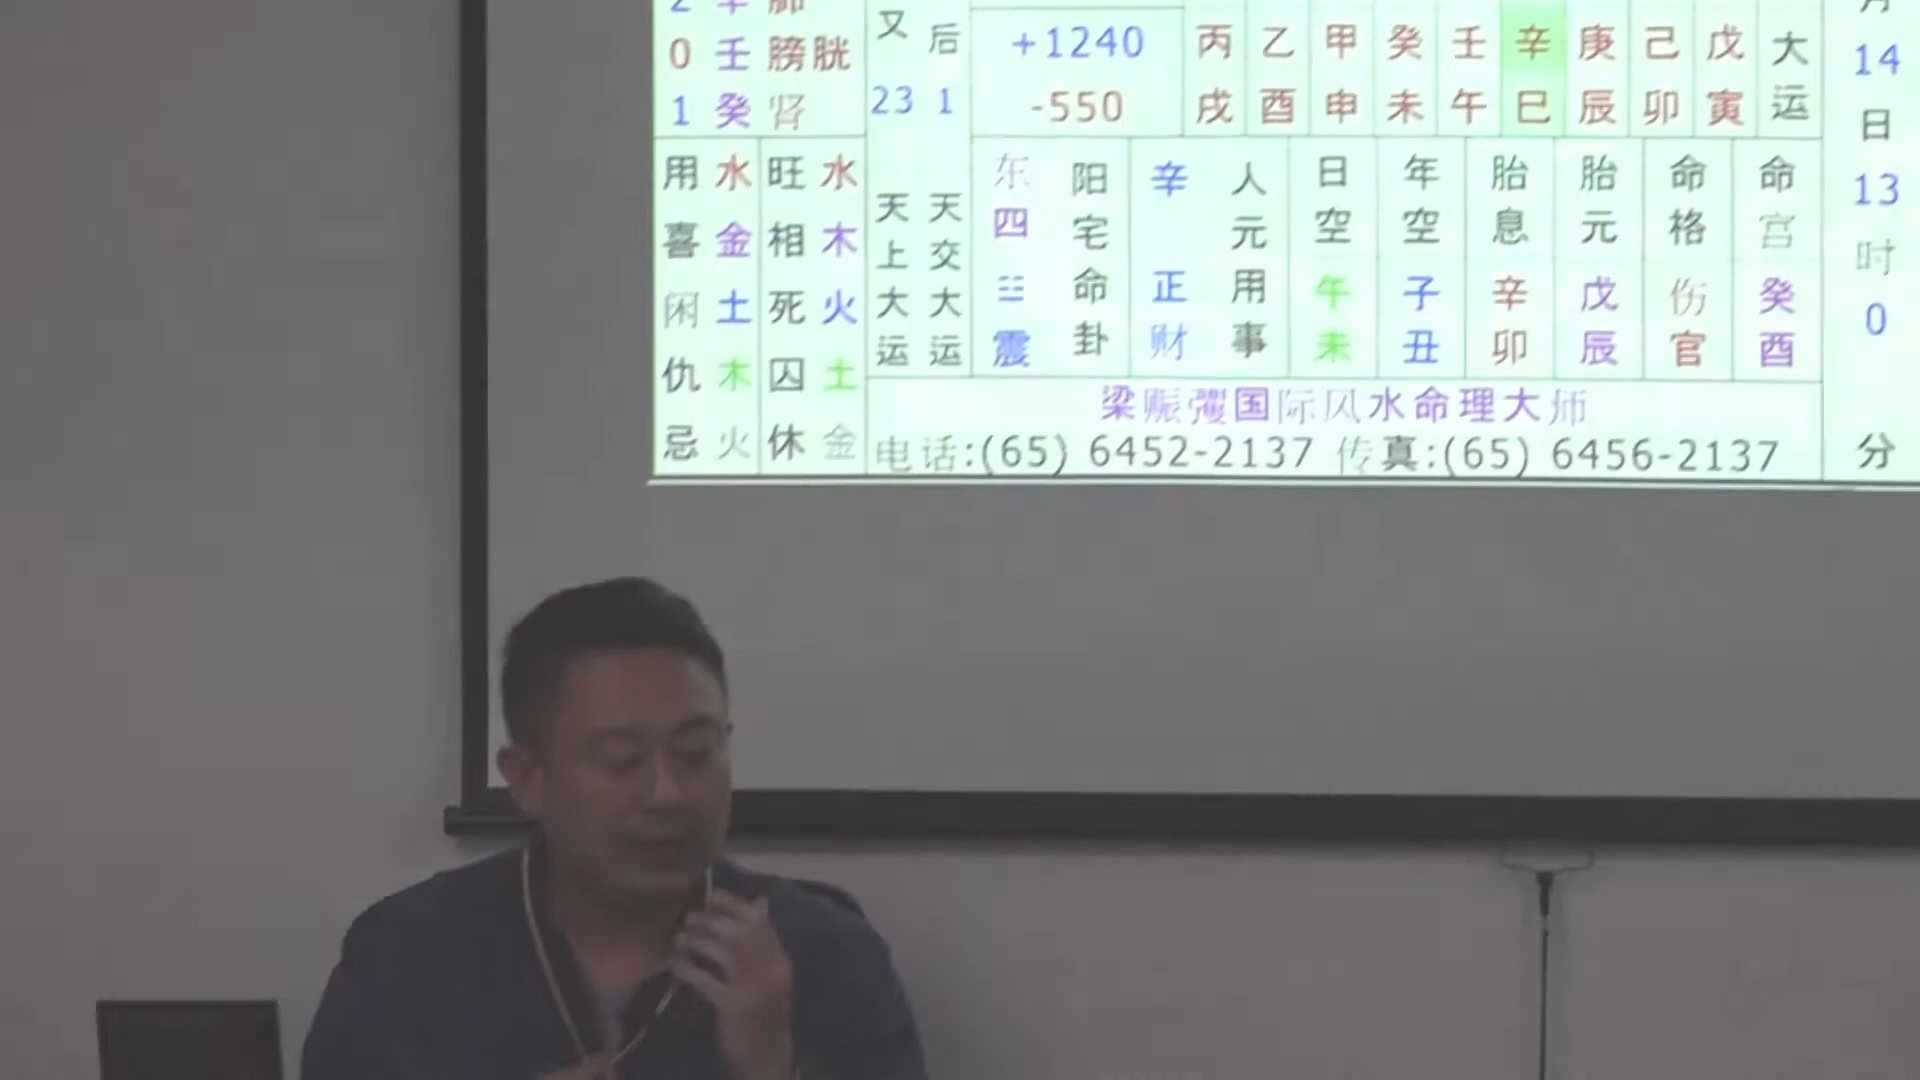 2 辛 肺
0 壬 膀胱
1 癸 肾
又 后
23 1
天上大运
天交大运
+1240
-550
丙 乙 甲 癸 壬 辛 庚 己 戊 大
戌 酉 申 未 午 巳 辰 卯 寅 运
用 水 旺 水
喜 金 相 木
闲 土 死 火
仇 木 囚 土
忌 火 休 金
东四 ☳ 震
阳宅命卦
辛 正财
人元用事
日空 午未
年空 子丑
胎息 辛卯
胎元 戊辰
命格 伤官
命宫 癸酉
国际风水命理大师
电话:(65) 6452-2137 传真:(65) 6456-2137
月
14
日
13
时
0
分